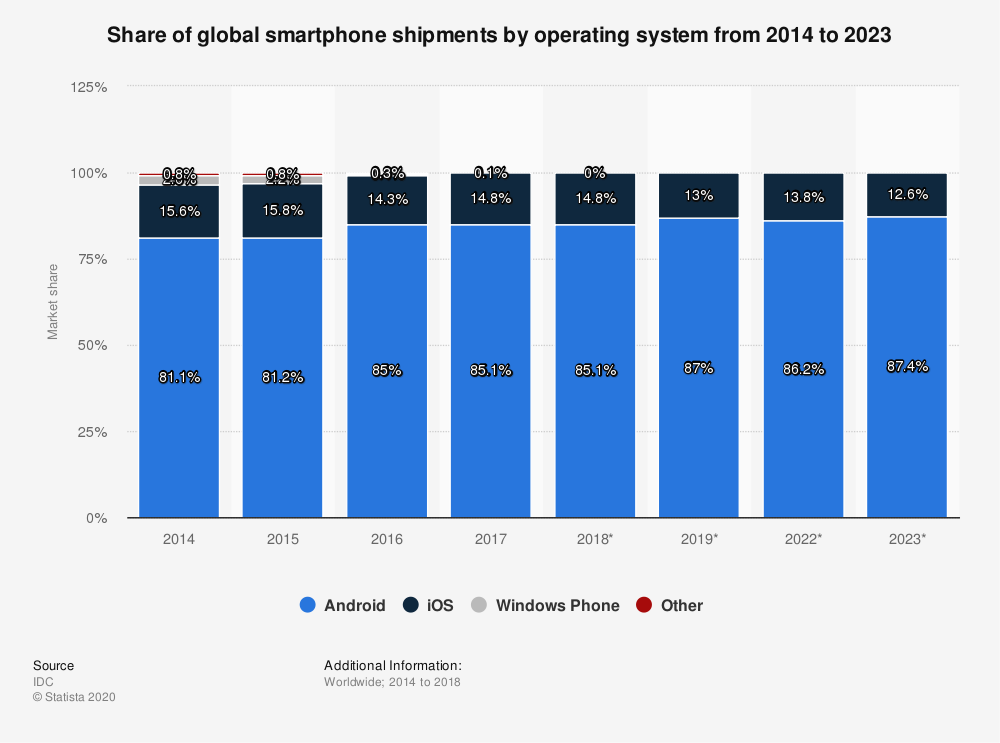 Share of global smartphone shipments by operating system from 2014 to 2023
125%
100%
75%
50%
25%
0%
Market share
0.8% 0.8% 0.3% 0.1% 0%
15.6% 15.8% 14.3% 14.8% 14.8% 13% 13.8% 12.6%
81.1% 81.2% 85% 85.1% 85.1% 87% 86.2% 87.4%
2014 2015 2016 2017 2018* 2019* 2022* 2023*
Android iOS Windows Phone Other
Source
IDC
© Statista 2020
Additional Information:
Worldwide; 2014 to 2018